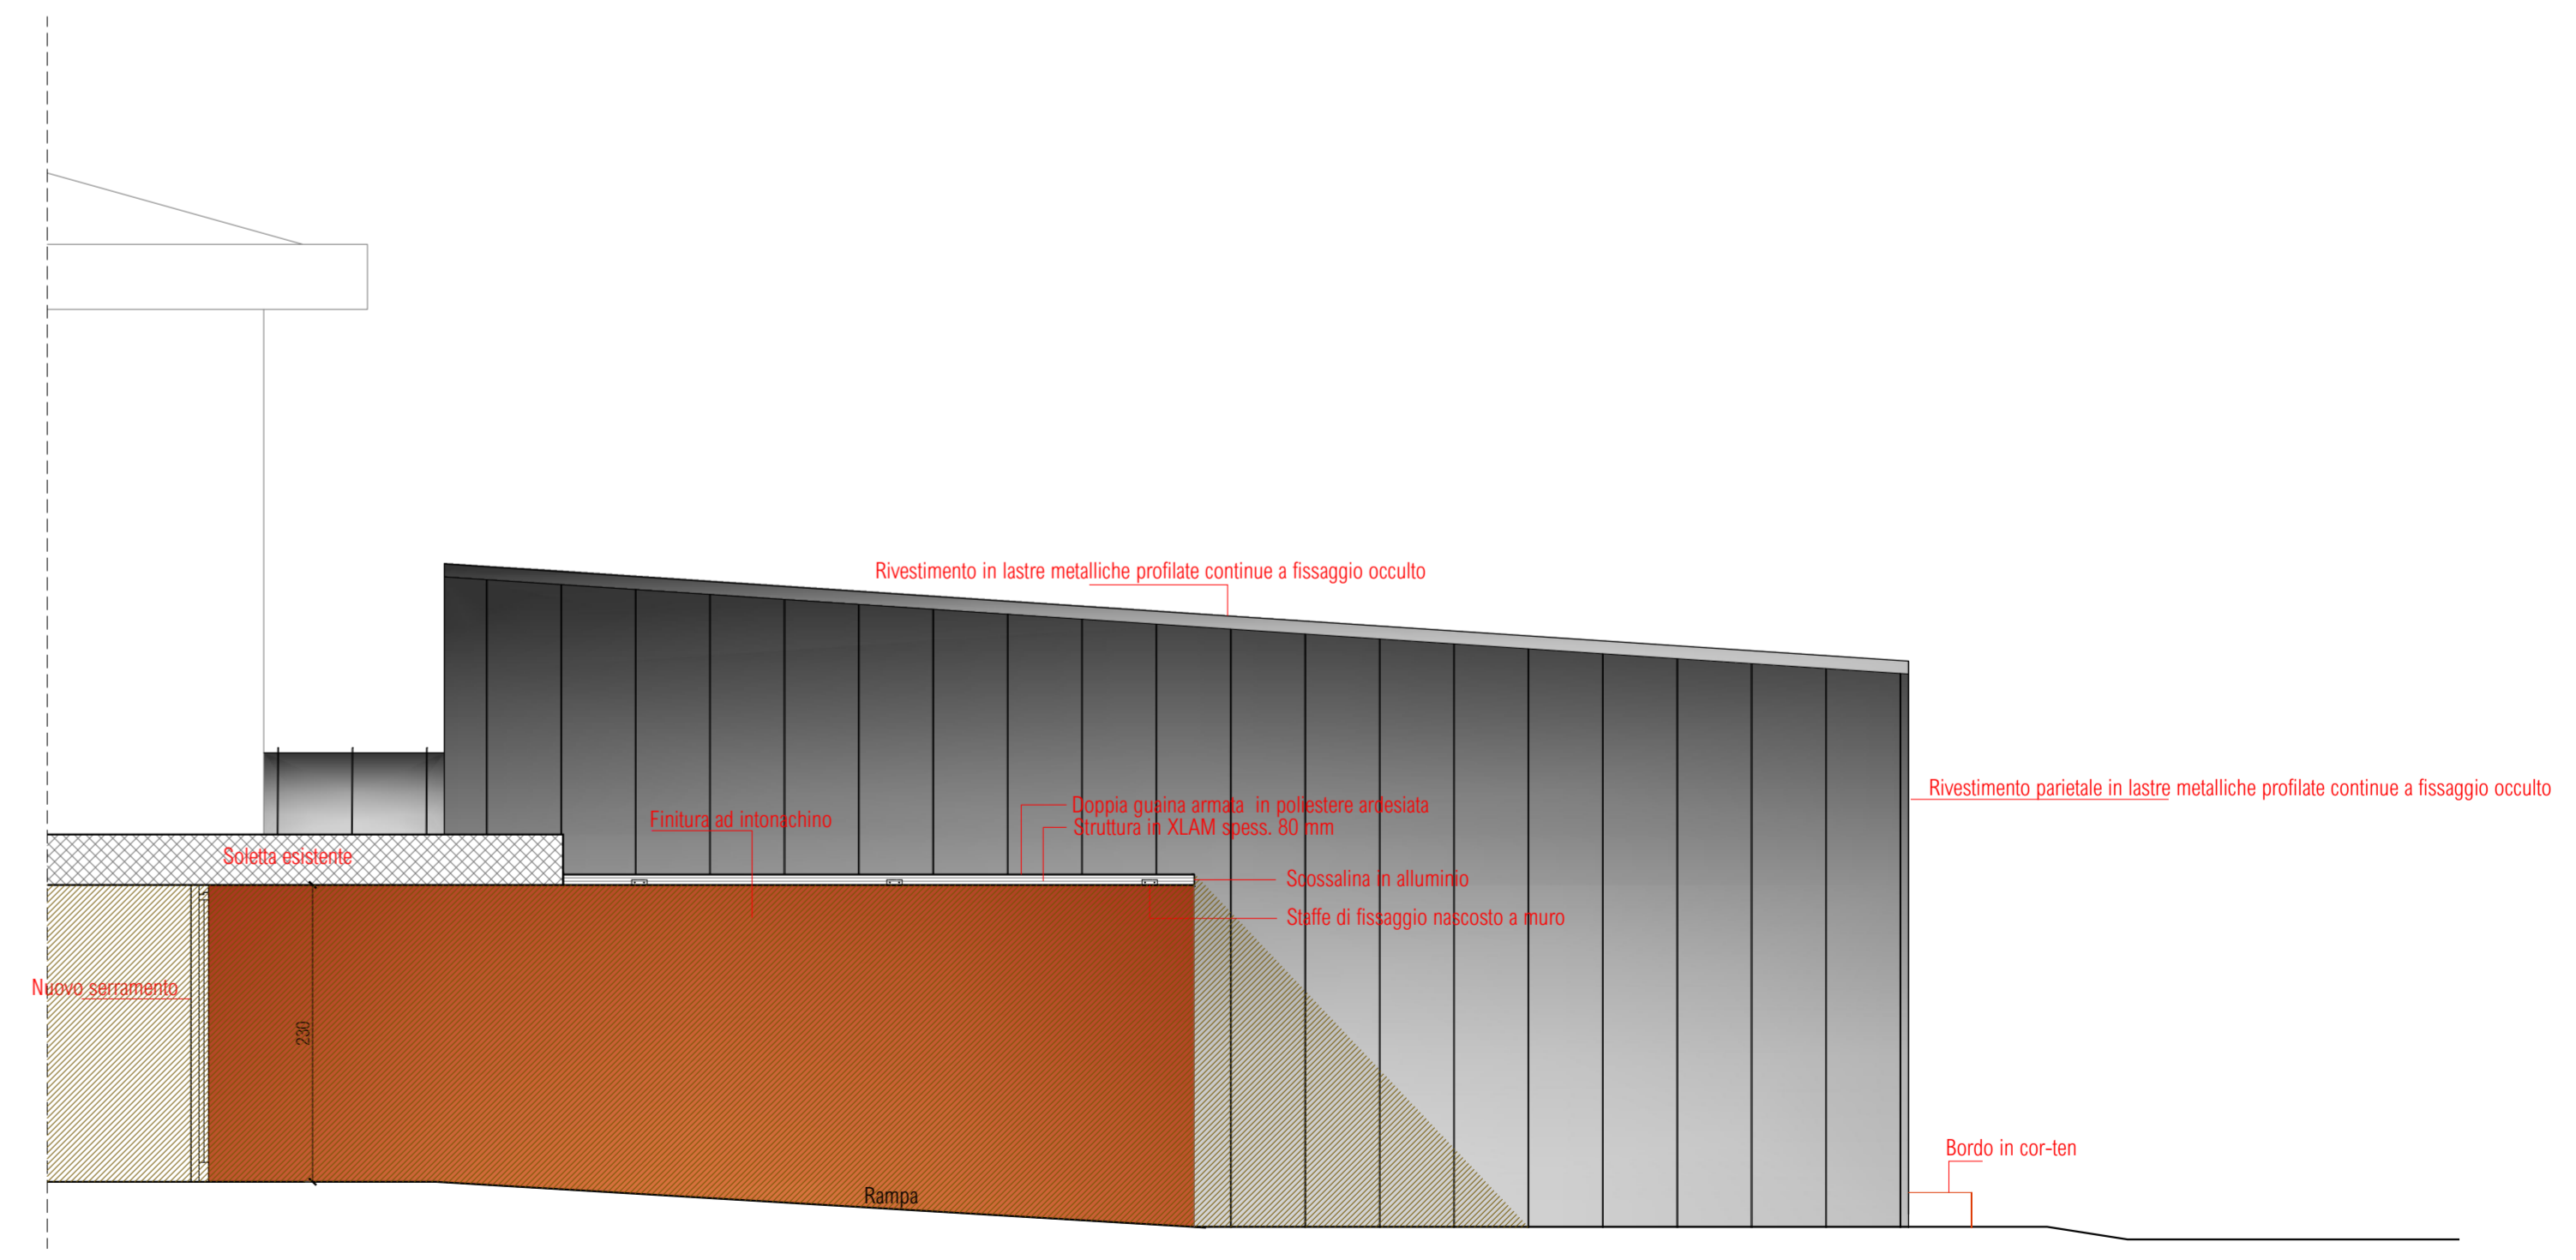 Rivestimento in lastre metalliche profilate continue a fissaggio occulto
Rivestimento parietale in lastre metalliche profilate continue a fissaggio occulto
Doppia guaina armata in poliestere ardesiata
Finitura ad intonachino
Struttura in XLAM spess. 80 mm
Soletta esistente
Scossalina in alluminio
Staffe di fissaggio nascosto a muro
Nuovo serramento
230
Bordo in cor-ten
Rampa